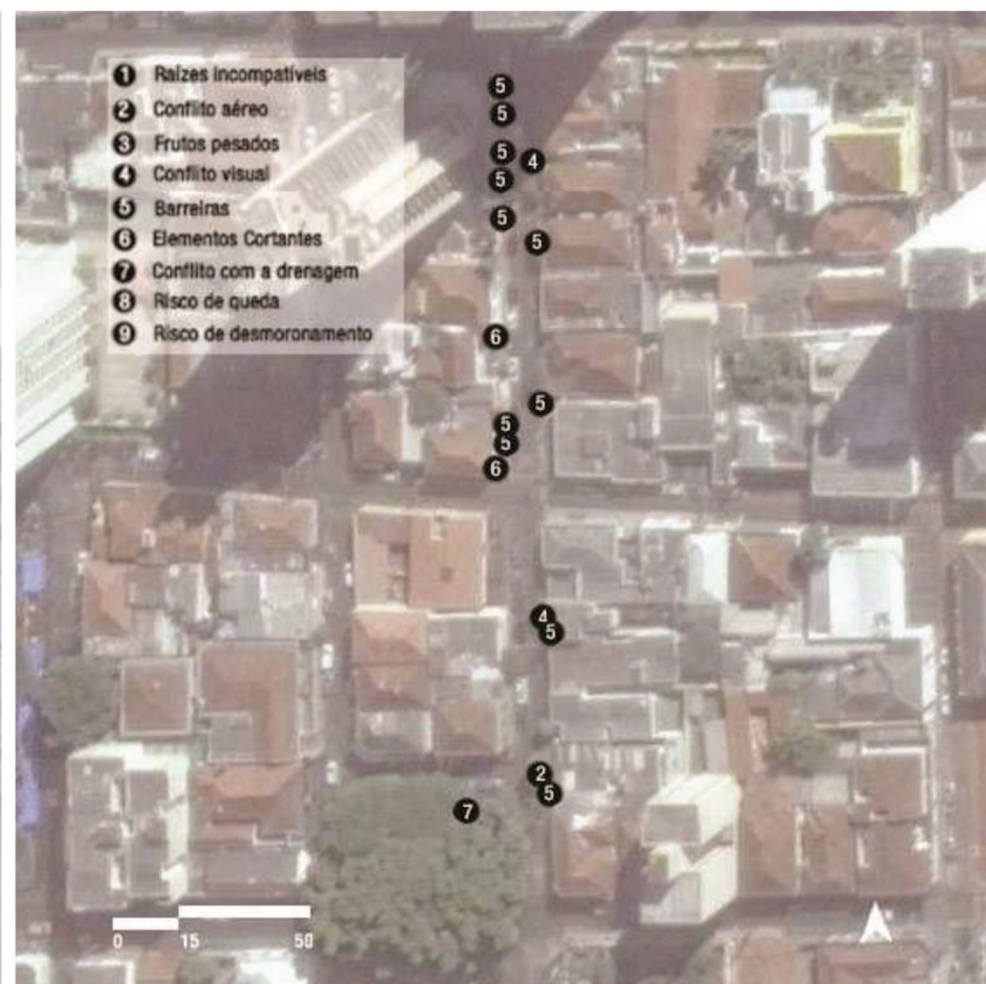 1 Raízes incompatíveis
2 Conflito aéreo
3 Frutos pesados
4 Conflito visual
5 Barreiras
6 Elementos Cortantes
7 Conflito com a drenagem
8 Risco de queda
9 Risco de desmoronamento
5
5
5 4
5
5
5
6
5
5
5
6
4
5
2
5
7
0 15 50